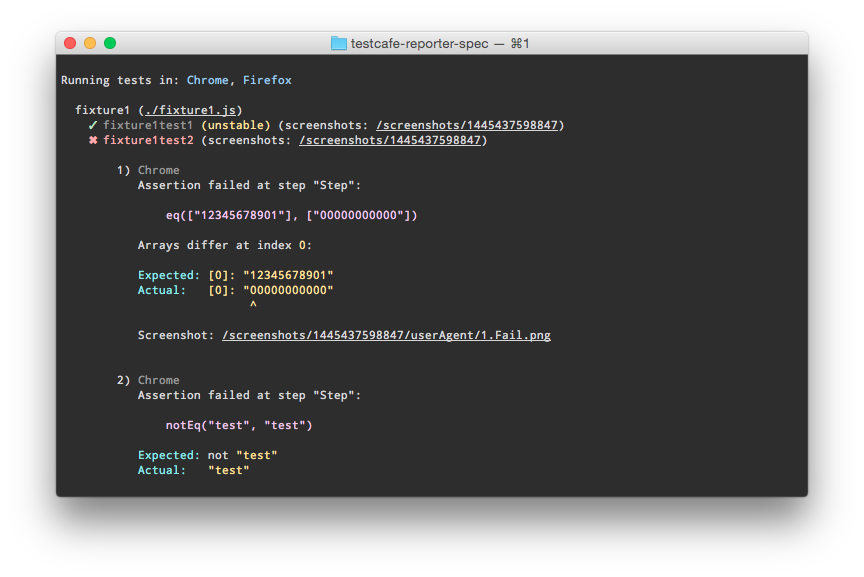 testcafe-reporter-spec — ⌘1
Running tests in: Chrome, Firefox
fixture1 (./fixture1.js)
✓ fixture1test1 (unstable) (screenshots: /screenshots/1445437598847)
✖ fixture1test2 (screenshots: /screenshots/1445437598847)
1) Chrome
Assertion failed at step "Step":
eq(["12345678901"], ["00000000000"])
Arrays differ at index 0:
Expected: [0]: "12345678901"
Actual:   [0]: "00000000000"
^
Screenshot: /screenshots/1445437598847/userAgent/1.Fail.png
2) Chrome
Assertion failed at step "Step":
notEq("test", "test")
Expected: not "test"
Actual:   "test"